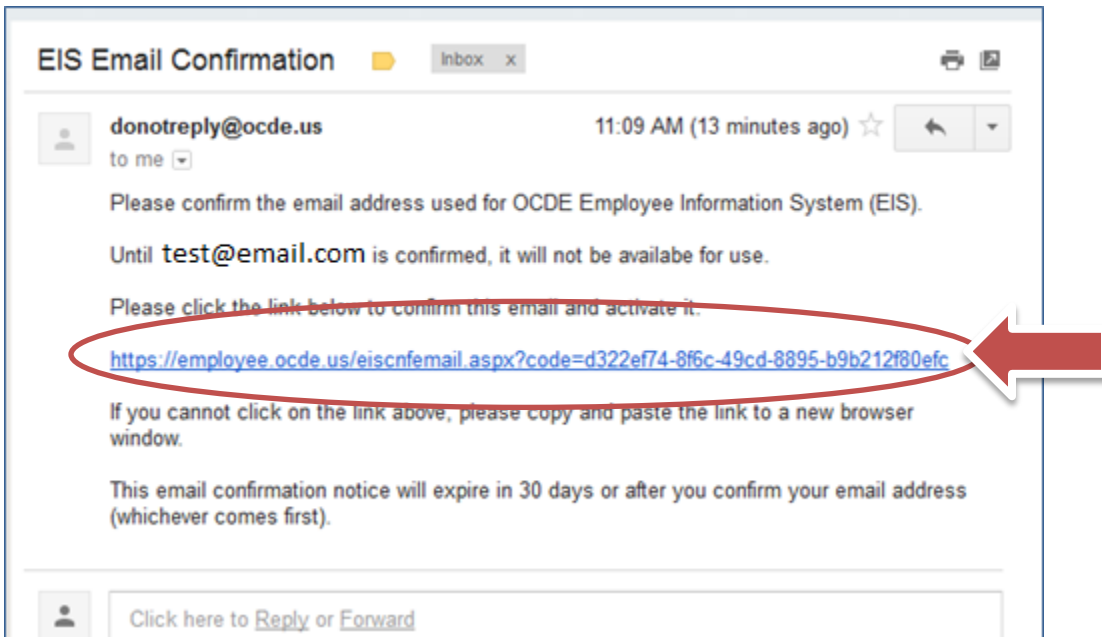 EIS Email Confirmation Inbox x
donotreply@ocde.us 11:09 AM (13 minutes ago)
to me
Please confirm the email address used for OCDE Employee Information System (EIS).
Until test@email.com is confirmed, it will not be availabe for use.
Please click the link below to confirm this email and activate it:
https://employee.ocde.us/eiscnfemail.aspx?code=d322ef74-8f6c-49cd-8895-b9b212f80efc
If you cannot click on the link above, please copy and paste the link to a new browser
window.
This email confirmation notice will expire in 30 days or after you confirm your email address
(whichever comes first).
Click here to Reply or Forward